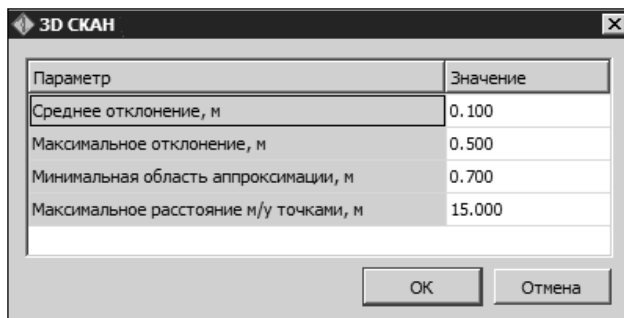 3D СКАН
Параметр Значение
Среднее отклонение, м 0.100
Максимальное отклонение, м 0.500
Минимальная область аппроксимации, м 0.700
Максимальное расстояние м/у точками, м 15.000
ОК Отмена